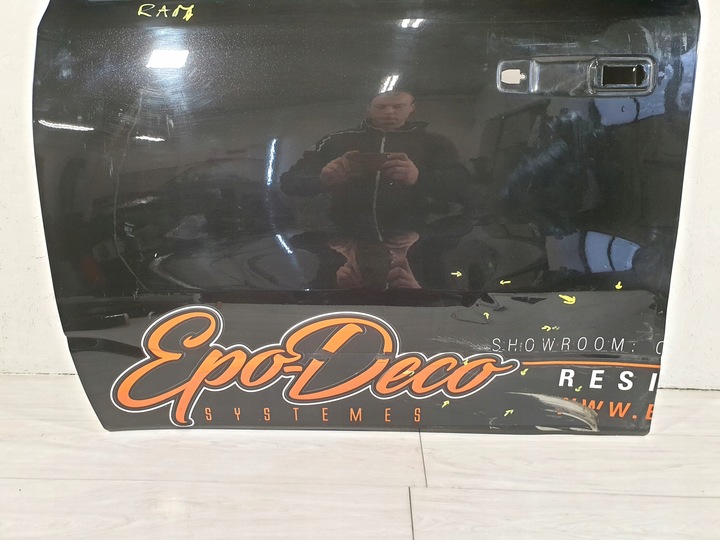 RAM
Epo-Deco
SYSTEMES
SHOWROOM:
RESI
WWW.